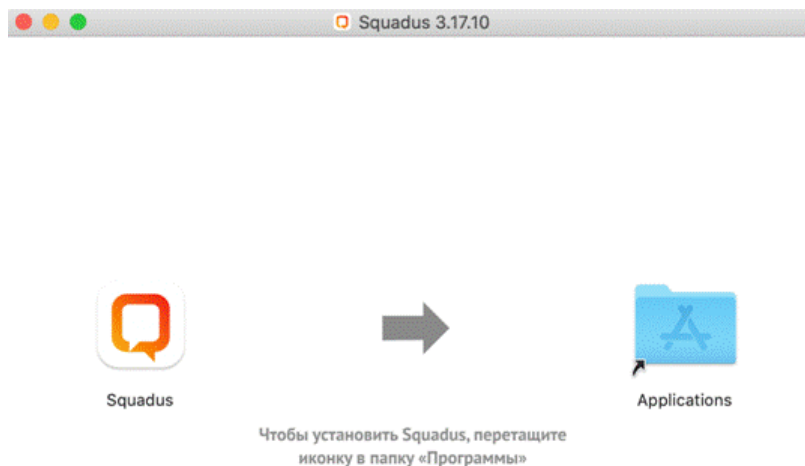 Squadus 3.17.10
Squadus
Applications
Чтобы установить Squadus, перетащите
иконку в папку «Программы»